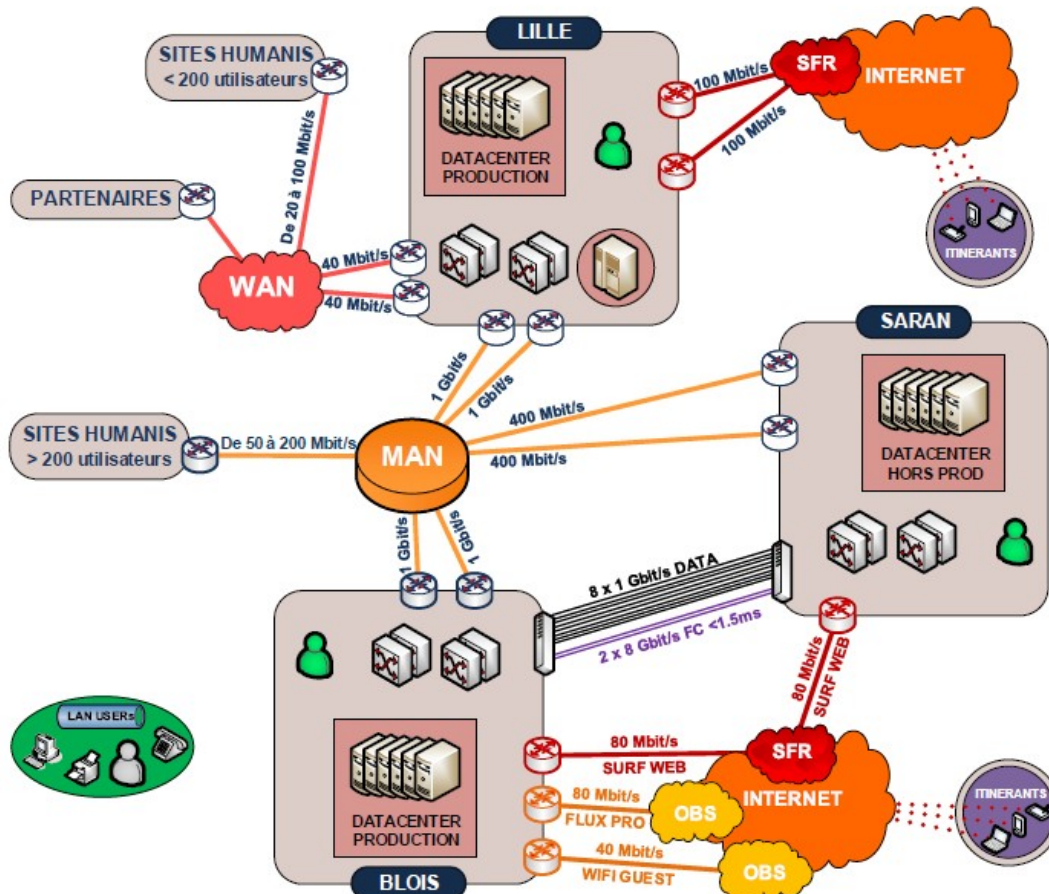 LILLE
SITES HUMANIS
< 200 utilisateurs
De 20 à 100 Mbit/s
PARTENAIRES
WAN
40 Mbit/s
40 Mbit/s
DATACENTER
PRODUCTION
100 Mbit/s
100 Mbit/s
SFR
INTERNET
ITINERANTS
1 Gbit/s
1 Gbit/s
SARAN
DATACENTER
HORS PROD
400 Mbit/s
400 Mbit/s
SITES HUMANIS
> 200 utilisateurs
De 50 à 200 Mbit/s
MAN
1 Gbit/s
1 Gbit/s
8 x 1 Gbit/s DATA
2 x 8 Gbit/s FC <1.5ms
80 Mbit/s
SURF WEB
LAN USERs
DATACENTER
PRODUCTION
BLOIS
80 Mbit/s
SURF WEB
80 Mbit/s
FLUX PRO
40 Mbit/s
WIFI GUEST
SFR
INTERNET
OBS
OBS
ITINERANTS